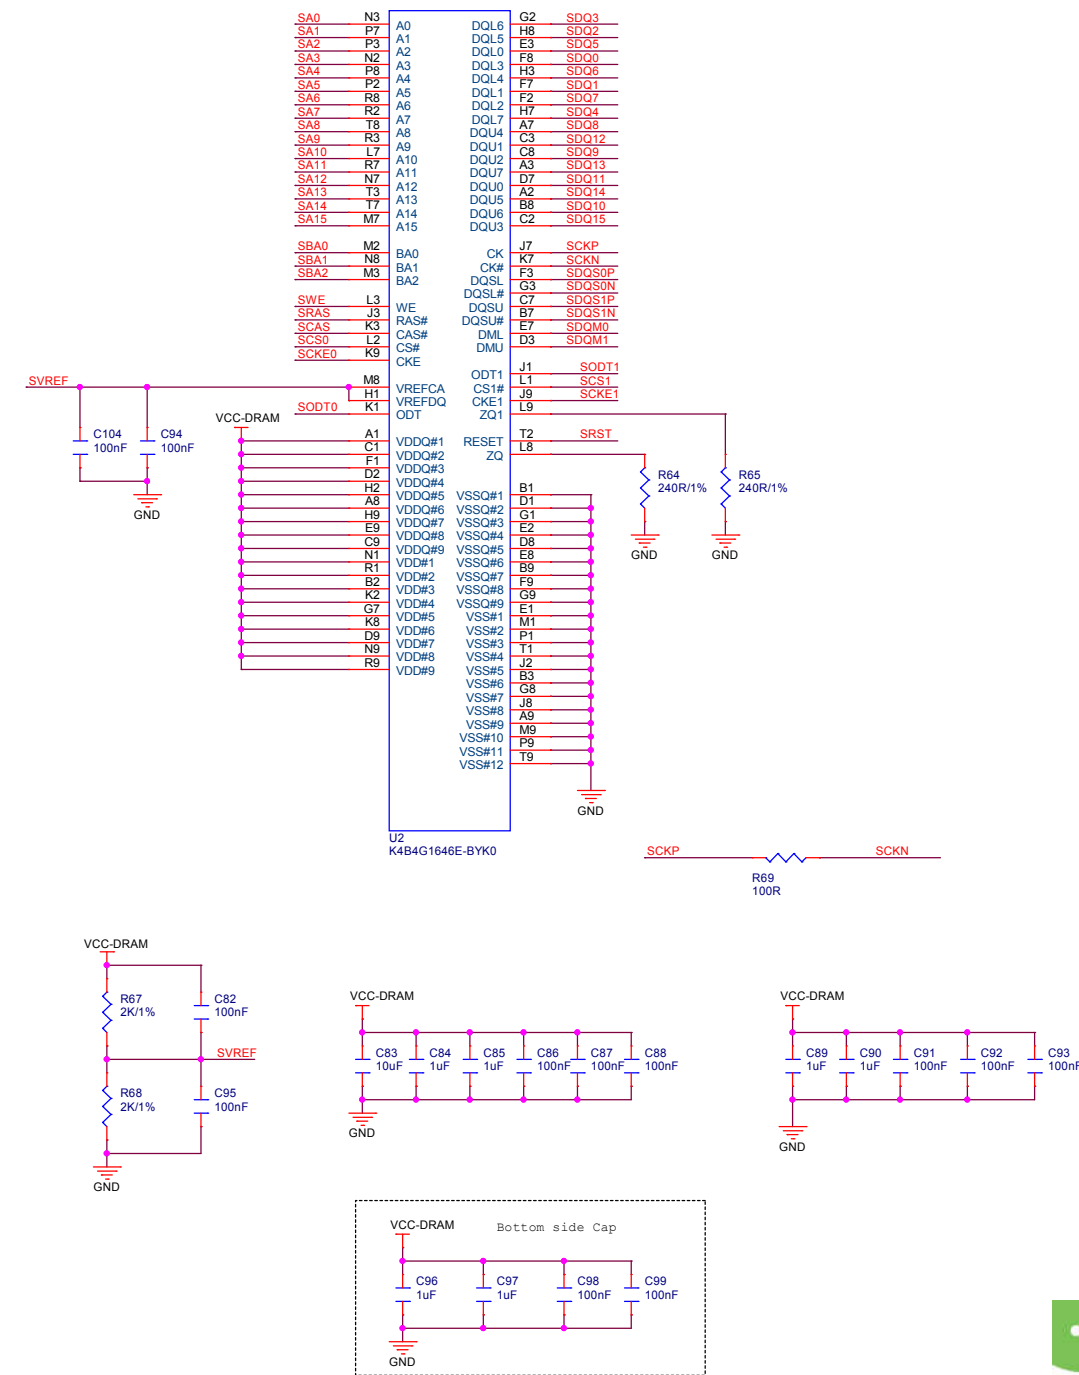 SA0 N3 A0 DQL6 G2 SDQ3
SA1 P7 A1 DQL5 H8 SDQ2
SA2 P3 A2 DQL0 E3 SDQ5
SA3 N2 A3 DQL3 F8 SDQ0
SA4 P8 A4 DQL4 H3 SDQ6
SA5 P2 A5 DQL1 F7 SDQ1
SA6 R8 A6 DQL2 F2 SDQ7
SA7 R2 A7 DQL7 H7 SDQ4
SA8 T8 A8 DQU4 A7 SDQ8
SA9 R3 A9 DQU1 C3 SDQ12
SA10 L7 A10 DQU2 C8 SDQ9
SA11 R7 A11 DQU7 A3 SDQ13
SA12 N7 A12 DQU0 D7 SDQ11
SA13 T3 A13 DQU5 A2 SDQ14
SA14 T7 A14 DQU6 B8 SDQ10
SA15 M7 A15 DQU3 C2 SDQ15
SBA0 M2 BA0 CK J7 SCKP
SBA1 N8 BA1 CK# K7 SCKN
SBA2 M3 BA2 DQSL F3 SDQS0P
DQSL# G3 SDQS0N
SWE L3 WE DQSU C7 SDQS1P
SRAS J3 RAS# DQSU# B7 SDQS1N
SCAS K3 CAS# DML E7 SDQM0
SCS0 L2 CS# DMU D3 SDQM1
SCKE0 K9 CKE
ODT1 J1 SODT1
SVREF M8 VREFCA CS1# L1 SCS1
H1 VREFDQ CKE1 J9 SCKE1
SODT0 K1 ODT ZQ1 L9
VCC-DRAM
C104 100nF
C94 100nF
GND
A1 VDDQ#1 RESET T2 SRST
C1 VDDQ#2 ZQ L8
F1 VDDQ#3
D2 VDDQ#4
H2 VDDQ#5 VSSQ#1 B1
A8 VDDQ#6 VSSQ#2 D1
H9 VDDQ#7 VSSQ#3 G1
E9 VDDQ#8 VSSQ#4 E2
C9 VDDQ#9 VSSQ#5 D8
N1 VDD#1 VSSQ#6 E8
R1 VDD#2 VSSQ#7 B9
B2 VDD#3 VSSQ#8 F9
K2 VDD#4 VSSQ#9 G9
G7 VDD#5 VSS#1 E1
K8 VDD#6 VSS#2 M1
D9 VDD#7 VSS#3 P1
N9 VDD#8 VSS#4 T1
R9 VDD#9 VSS#5 J2
VSS#6 B3
VSS#7 G8
VSS#8 J8
VSS#9 A9
VSS#10 M9
VSS#11 P9
VSS#12 T9
R64 240R/1%
R65 240R/1%
GND GND
GND
U2
K4B4G1646E-BYK0
SCKP SCKN
R69
100R
VCC-DRAM
R67 C82
2K/1% 100nF
SVREF
R68 C95
2K/1% 100nF
GND
VCC-DRAM
C83 C84 C85 C86 C87 C88
10uF 1uF 1uF 100nF 100nF 100nF
GND
VCC-DRAM
C89 C90 C91 C92 C93
1uF 1uF 100nF 100nF 100nF
GND
VCC-DRAM Bottom side Cap
C96 C97 C98 C99
1uF 1uF 100nF 100nF
GND